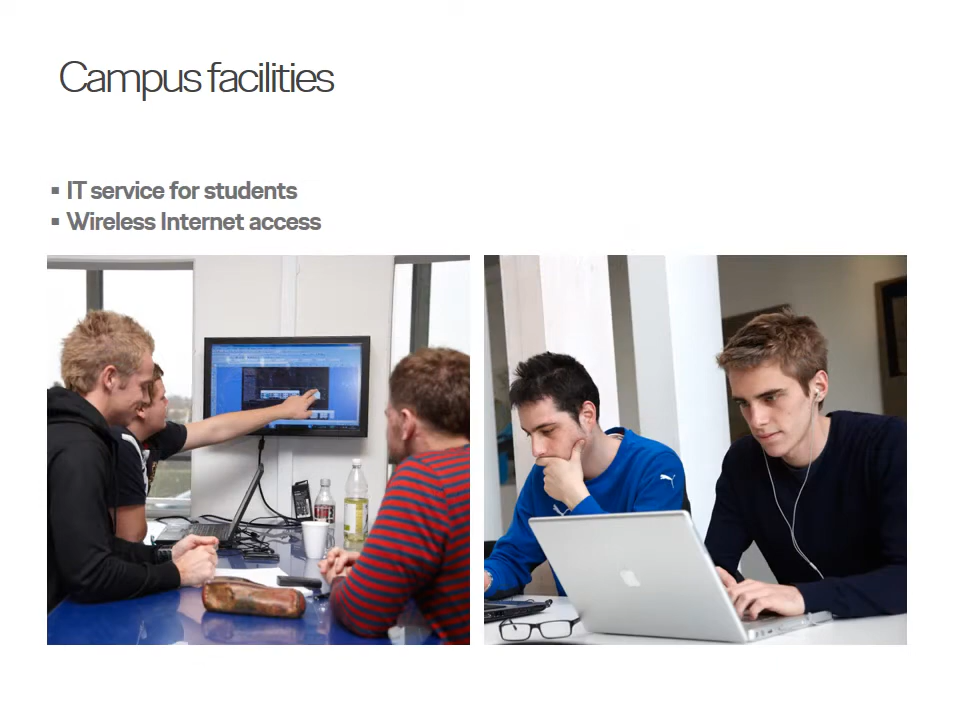 Campus facilities
▪ IT service for students
▪ Wireless Internet access